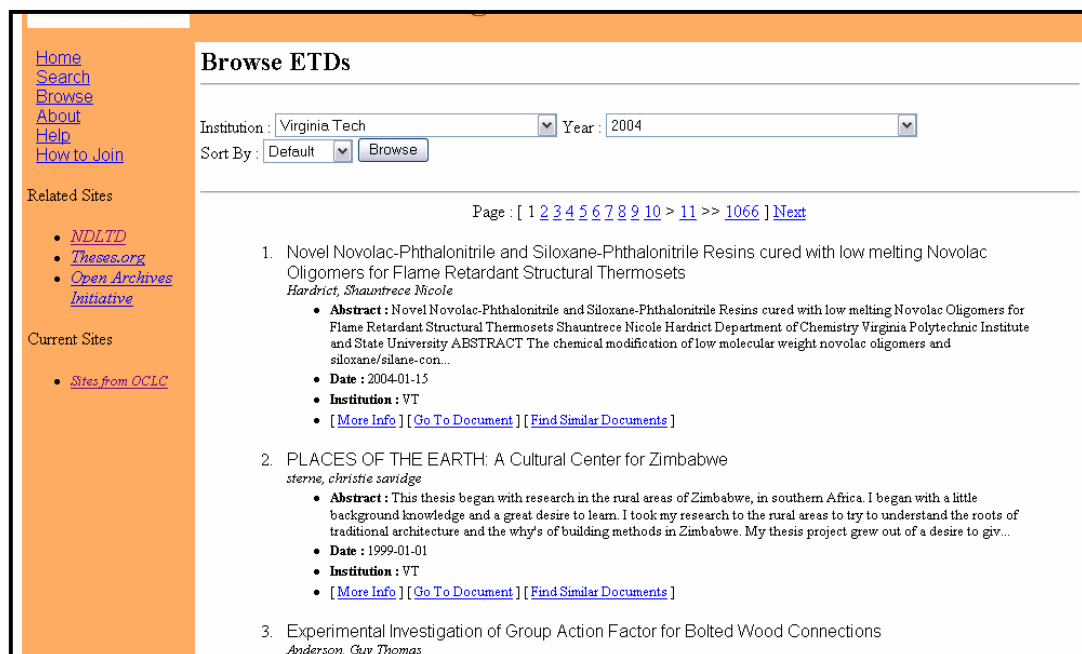 Home
Search
Browse
About
Help
How to Join
Related Sites
• NDLTD
• Theses.org
• Open Archives
Initiative
Current Sites
• Sites from OCLC
Browse ETDs
Institution : Virginia Tech Year : 2004
Sort By : Default Browse
Page : [ 1 2 3 4 5 6 7 8 9 10 > 11 >> 1066 ] Next
1. Novel Novolac-Phthalonitrile and Siloxane-Phthalonitrile Resins cured with low melting Novolac
Oligomers for Flame Retardant Structural Thermosets
Hardrict, Shauntrece Nicole
• Abstract : Novel Novolac-Phthalonitrile and Siloxane-Phthalonitrile Resins cured with low melting Novolac Oligomers for
Flame Retardant Structural Thermosets Shauntrece Nicole Hardrict Department of Chemistry Virginia Polytechnic Institute
and State University ABSTRACT The chemical modification of low molecular weight novolac oligomers and
siloxane/silane-con...
• Date : 2004-01-15
• Institution : VT
• [ More Info ] [ Go To Document ] [ Find Similar Documents ]
2. PLACES OF THE EARTH: A Cultural Center for Zimbabwe
sterne, christie savidge
• Abstract : This thesis began with research in the rural areas of Zimbabwe, in southern Africa. I began with a little
background knowledge and a great desire to learn. I took my research to the rural areas to try to understand the roots of
traditional architecture and the why's of building methods in Zimbabwe. My thesis project grew out of a desire to giv...
• Date : 1999-01-01
• Institution : VT
• [ More Info ] [ Go To Document ] [ Find Similar Documents ]
3. Experimental Investigation of Group Action Factor for Bolted Wood Connections
Anderson, Guy Thomas